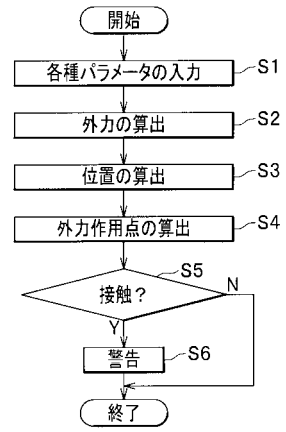 開始
各種パラメータの入力 S1
外力の算出 S2
位置の算出 S3
外力作用点の算出 S4
接触？ S5
N
Y
警告 S6
終了